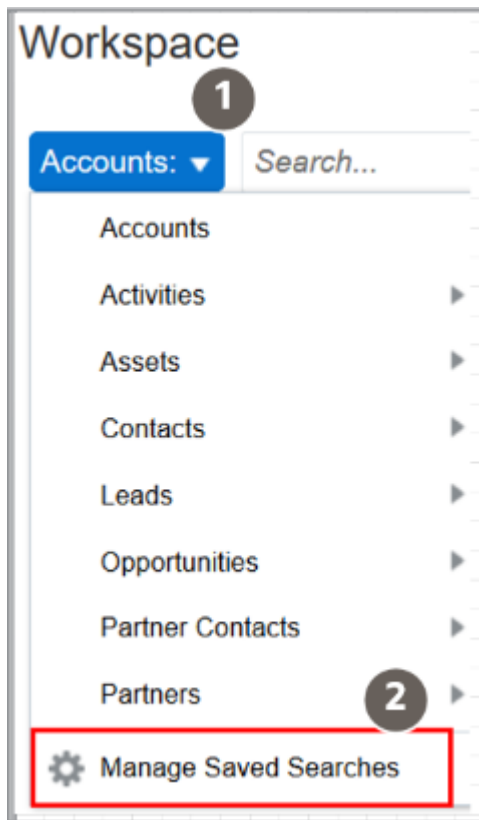 Workspace
1
Accounts:
Search...
Accounts
Activities
Assets
Contacts
Leads
Opportunities
Partner Contacts
Partners
2
Manage Saved Searches